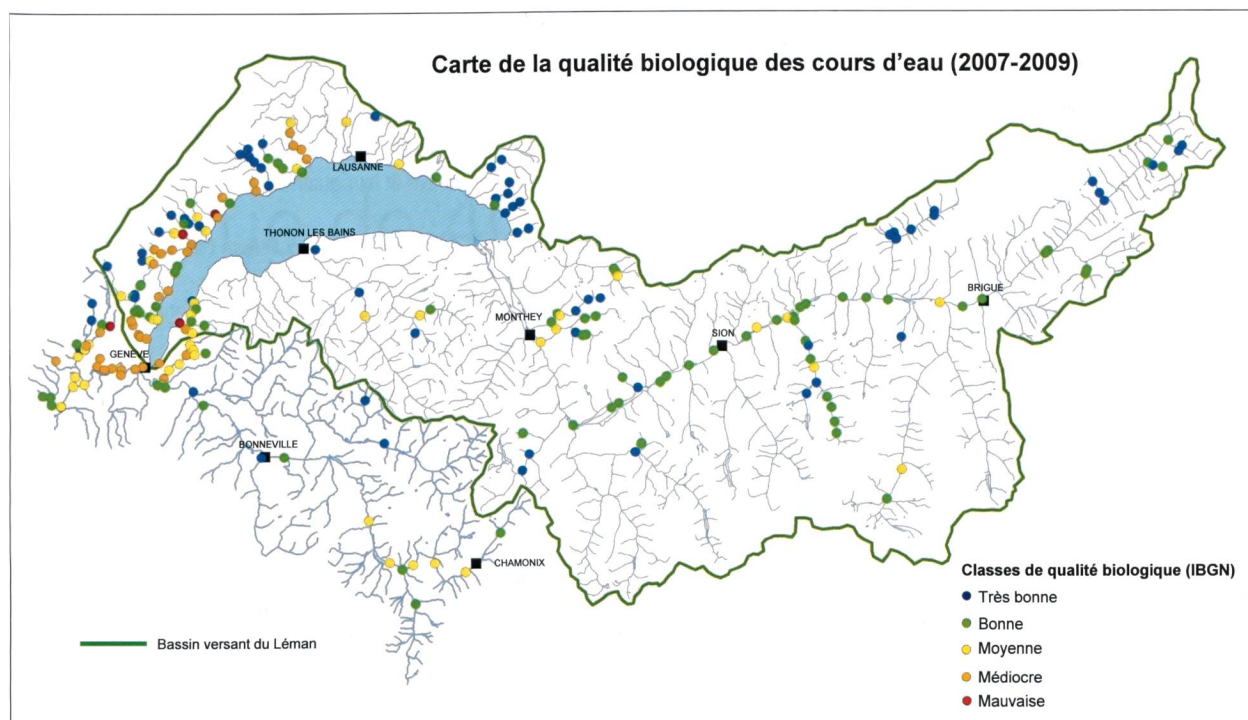 Carte de la qualité biologique des cours d'eau (2007-2009)
LAUSANNE
THONON LES BAINS
BRIGUE
MONTHEY
SION
GENEVE
BONNEVILLE
CHAMONIX
Classes de qualité biologique (IBGN)
Très bonne
Bonne
Moyenne
Médiocre
Mauvaise
Bassin versant du Léman